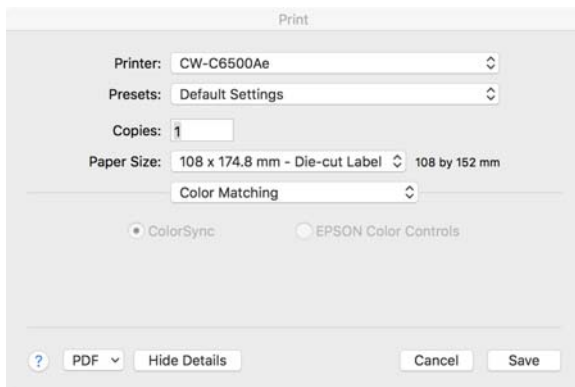 Print
Printer: CW-C6500Ae
Presets: Default Settings
Copies: 1
Paper Size: 108 x 174.8 mm - Die-cut Label 108 by 152 mm
Color Matching
ColorSync EPSON Color Controls
? PDF Hide Details Cancel Save